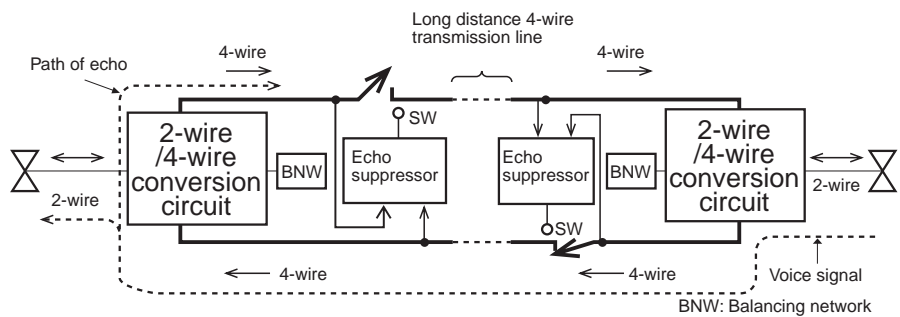 Long distance 4-wire
transmission line
4-wire
4-wire
Path of echo
SW
2-wire
/4-wire
conversion
circuit
BNW
Echo
suppressor
Echo
suppressor
BNW
2-wire
/4-wire
conversion
circuit
2-wire
2-wire
SW
4-wire
4-wire
Voice signal
BNW: Balancing network